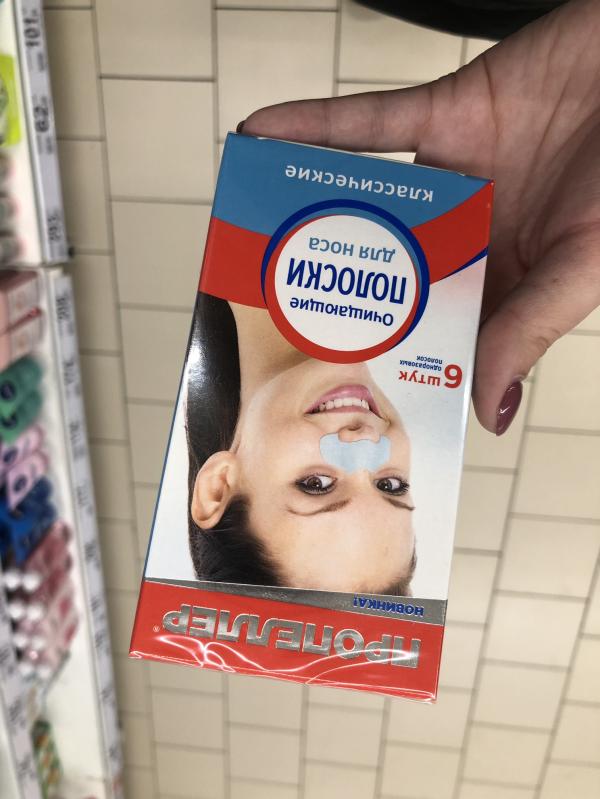 ПРОПЕЛЛЕР®
НОВИНКА!
6 штук
одноразовых
полосок
Очищающие
ПОЛОСКИ
для носа
классические